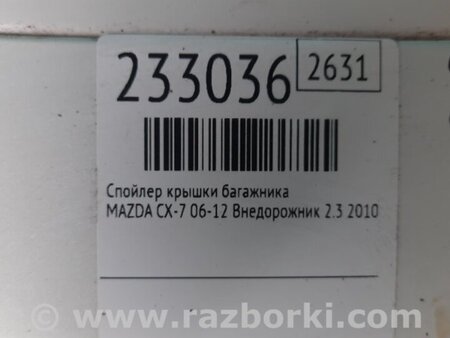 233036 2631
Спойлер крышки багажника
MAZDA CX-7 06-12 Внедорожник 2.3 2010
© www.razborki.com